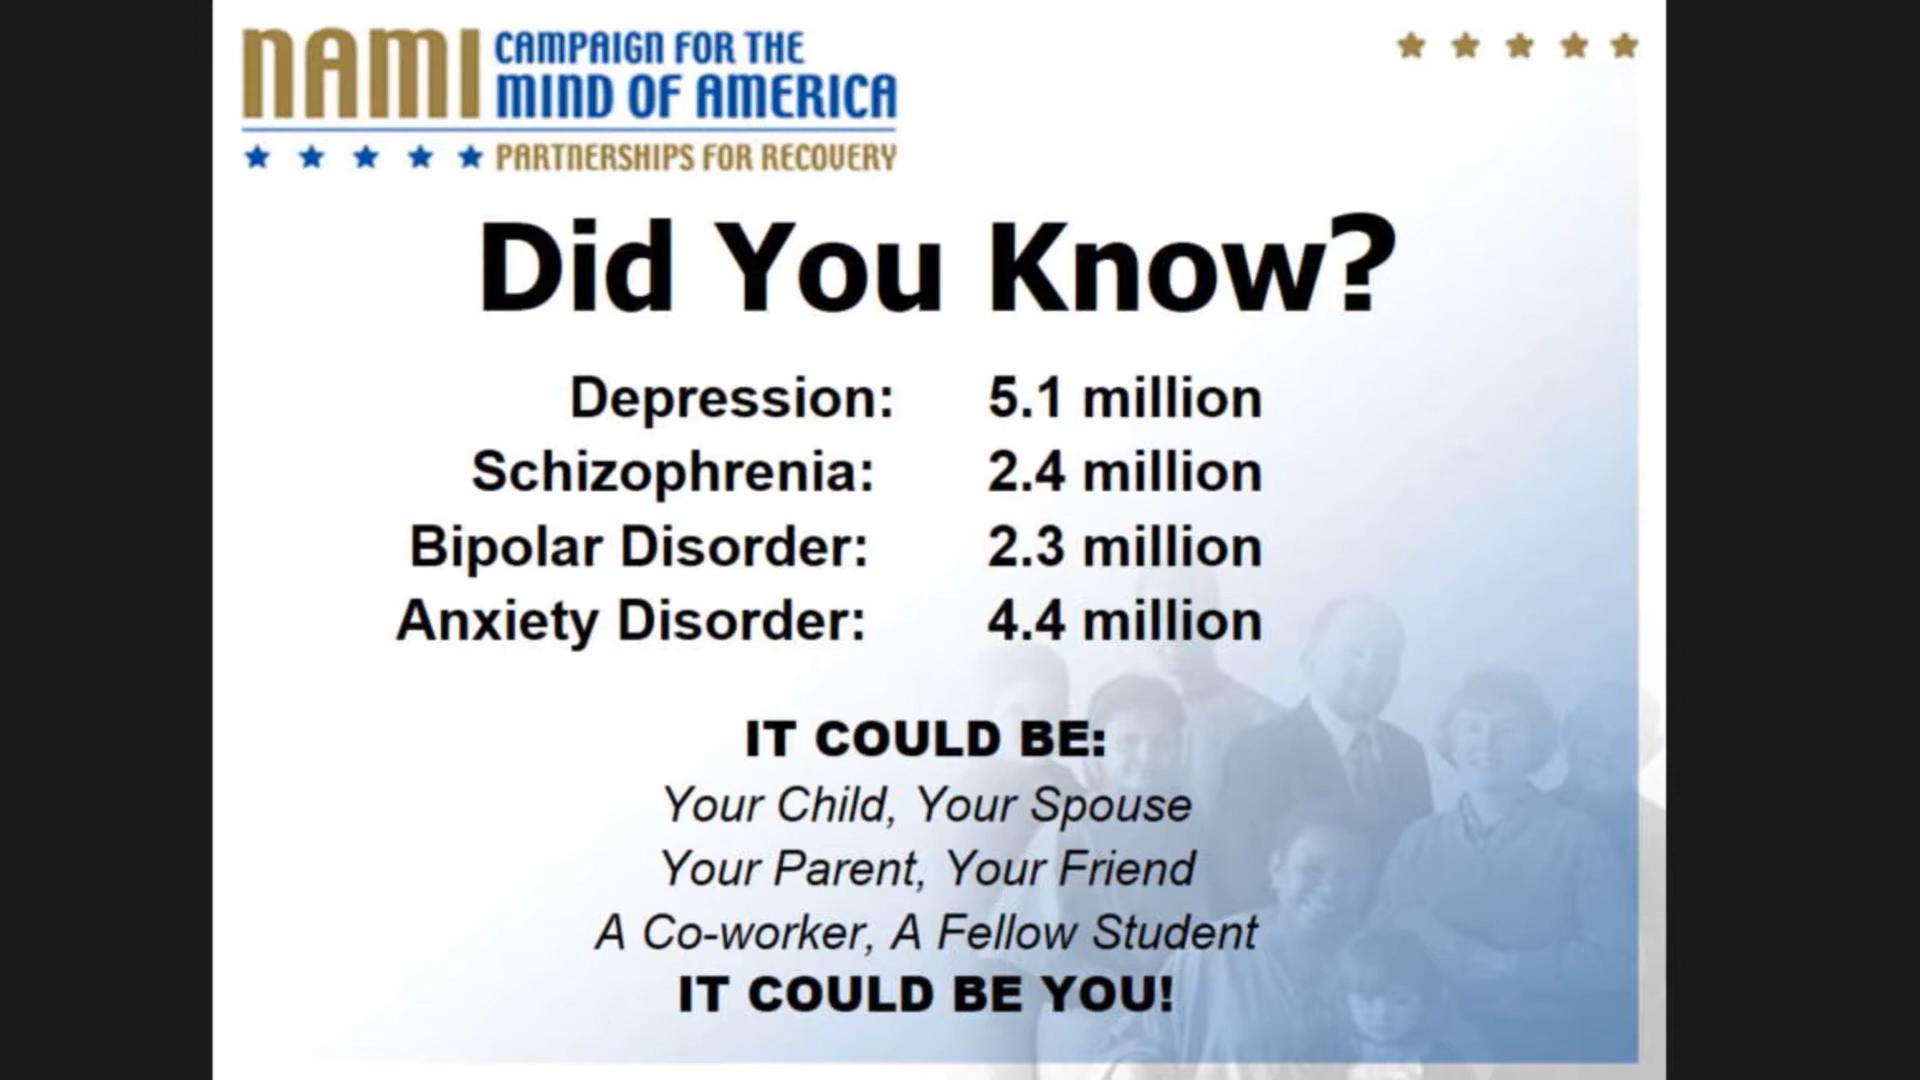 NAMI CAMPAIGN FOR THE
MIND OF AMERICA
PARTNERSHIPS FOR RECOVERY
Did You Know?
Depression: 5.1 million
Schizophrenia: 2.4 million
Bipolar Disorder: 2.3 million
Anxiety Disorder: 4.4 million
IT COULD BE:
Your Child, Your Spouse
Your Parent, Your Friend
A Co-worker, A Fellow Student
IT COULD BE YOU!